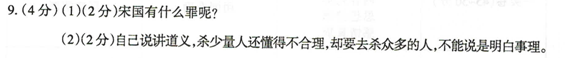 9.(4分)(1)(2分)宋国有什么罪呢?
(2)(2分)自己说讲道义,杀少量人还懂得不合理,却要去杀众多的人,不能说是明白事理。